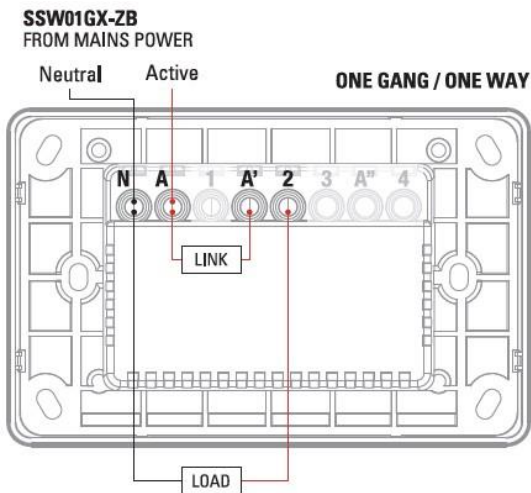 SSW01GX-ZB
FROM MAINS POWER
Neutral Active
ONE GANG / ONE WAY
N A 1 A' 2 3 A" 4
LINK
LOAD